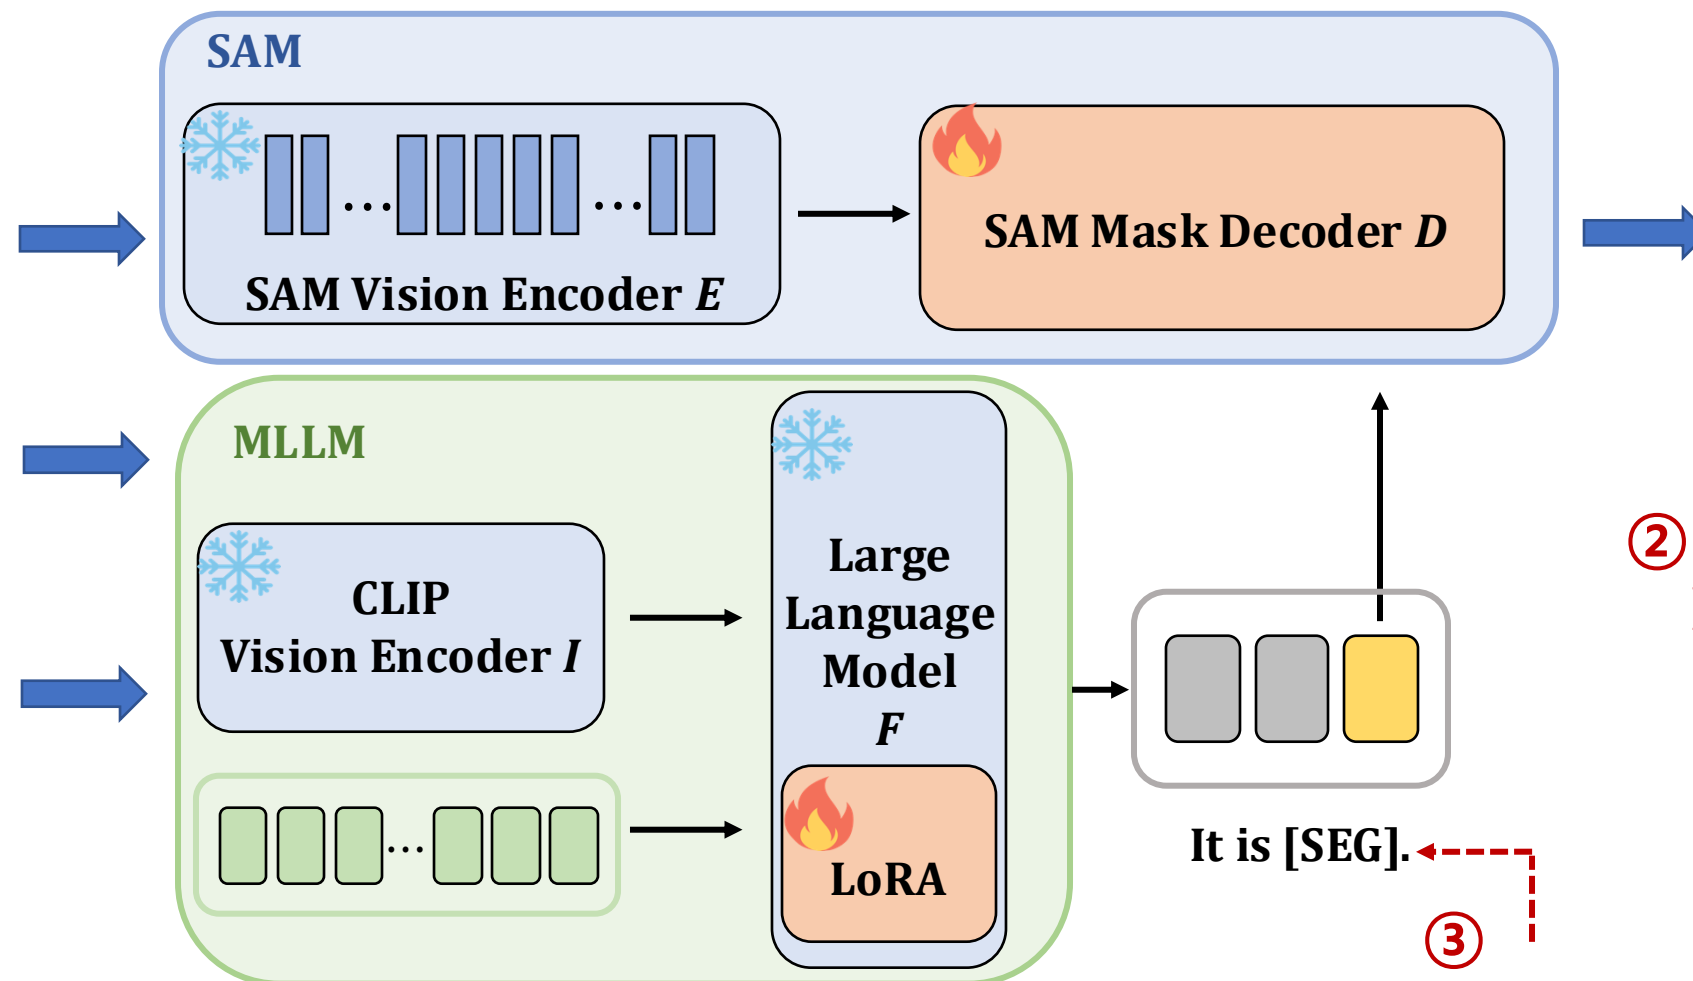 SAM
SAM Vision Encoder E
SAM Mask Decoder D
MLLM
CLIP
Vision Encoder I
Large
Language
Model
F
LoRA
It is [SEG].
②
③